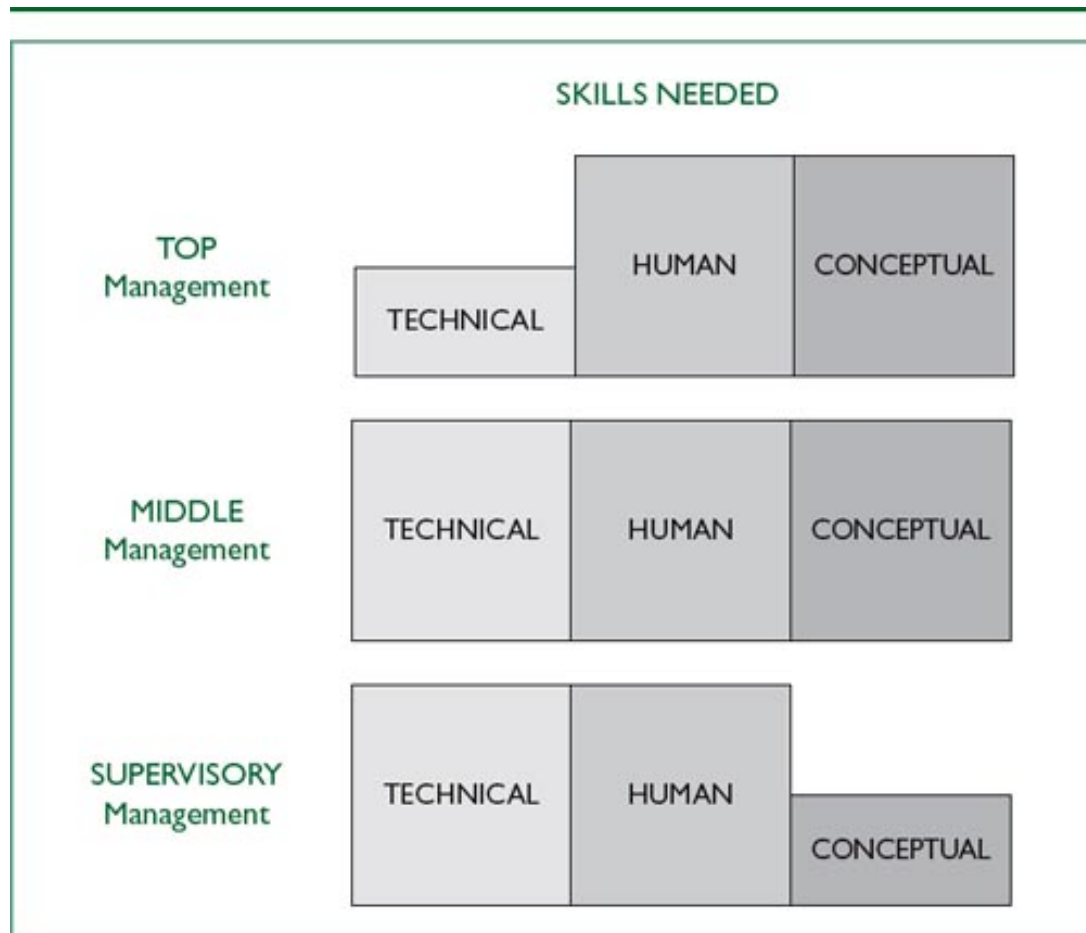 SKILLS NEEDED
TOP
Management
TECHNICAL
HUMAN
CONCEPTUAL
MIDDLE
Management
TECHNICAL
HUMAN
CONCEPTUAL
SUPERVISORY
Management
TECHNICAL
HUMAN
CONCEPTUAL